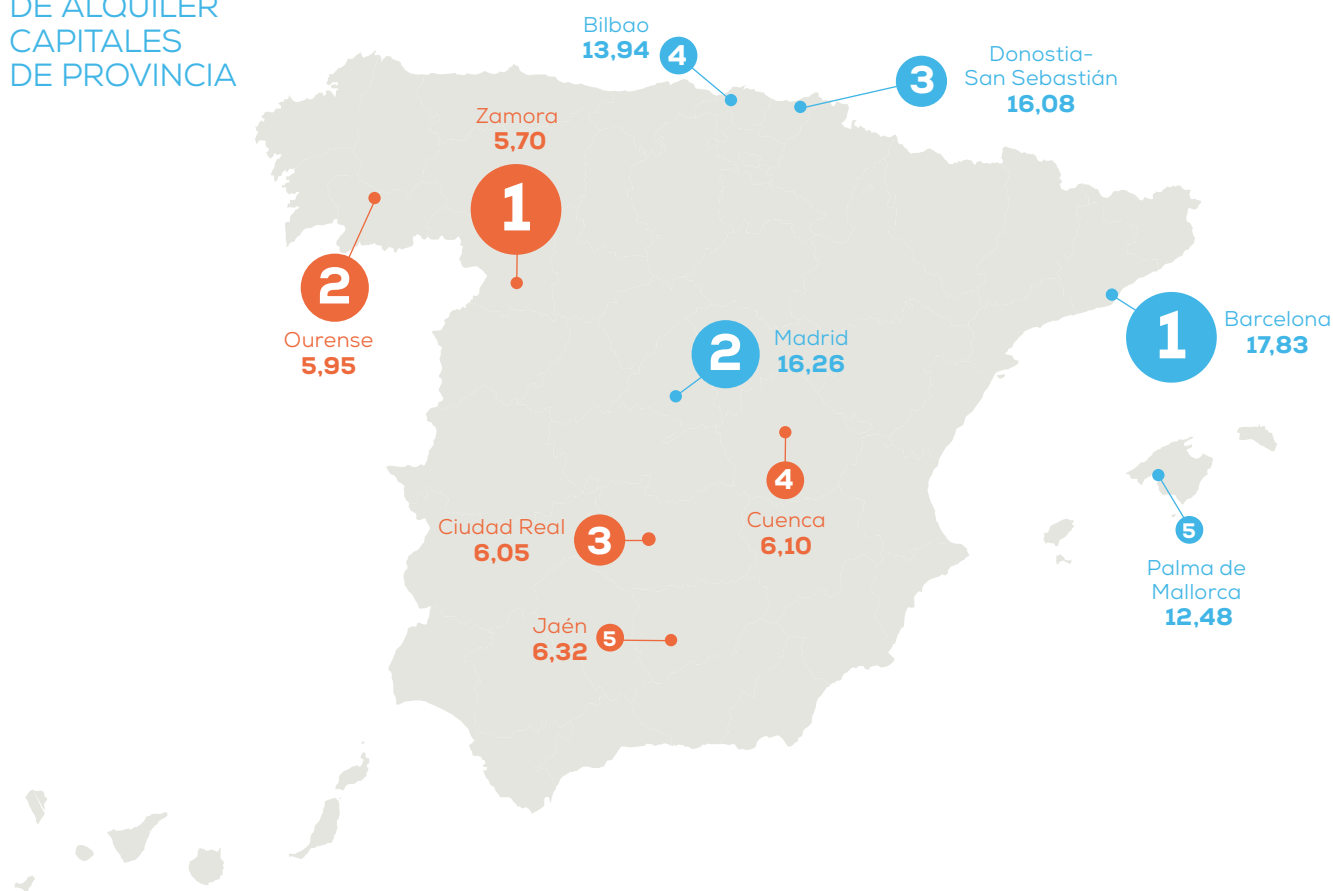 DE ALQUILER
CAPITALES
DE PROVINCIA
Bilbao
13,94
4
3
Donostia-
San Sebastián
16,08
Zamora
5,70
1
2
Ourense
5,95
2
Madrid
16,26
1
Barcelona
17,83
4
Cuenca
6,10
Ciudad Real
6,05
3
5
Palma de
Mallorca
12,48
Jaén
6,32
5